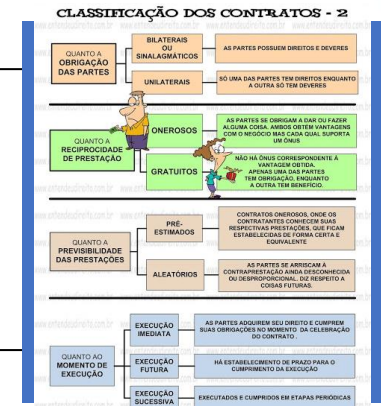 CLASSIFICAÇÃO DOS CONTRATOS - 2
QUANTO A
OBRIGAÇÃO
DAS PARTES
BILATERAIS
OU
SINALAGMÁTICOS
AS PARTES POSSUEM DIREITOS E DEVERES
UNILATERAIS
SÓ UMA DAS PARTES TEM DIREITOS ENQUANTO
A OUTRA SÓ TEM DEVERES
QUANTO A
RECIPROCIDADE
DE PRESTAÇÃO
ONEROSOS
AS PARTES SE OBRIGAM A DAR OU FAZER
ALGUMA COISA. AMBOS OBTÉM VANTAGENS
COM O NEGÓCIO MAS CADA QUAL SUPORTA
UM ÔNUS
GRATUITOS
NÃO HÁ ÔNUS CORRESPONDENTE À
VANTAGEM OBTIDA.
APENAS UMA DAS PARTES
TEM OBRIGAÇÃO, ENQUANTO
A OUTRA TEM BENEFÍCIO.
QUANTO A
PREVISIBILIDADE
DAS PRESTAÇÕES
PRÉ-
ESTIMADOS
CONTRATOS ONEROSOS, ONDE OS
CONTRATANTES CONHECEM SUAS
RESPECTIVAS PRESTAÇÕES, QUE FICAM
ESTABELECIDAS DE FORMA CERTA E
EQUIVALENTE
ALEATÓRIOS
AS PARTES SE ARRISCAM À
CONTRAPRESTAÇÃO AINDA DESCONHECIDA
OU DESPROPORCIONAL. DIZ RESPEITO A
COISAS FUTURAS.
QUANTO AO
MOMENTO DE
EXECUÇÃO
EXECUÇÃO
IMEDIATA
AS PARTES ADQUIREM SEU DIREITO E CUMPREM
SUAS OBRIGAÇÕES NO MOMENTO DA CELEBRAÇÃO
DO CONTRATO .
EXECUÇÃO
FUTURA
HÁ ESTABELECIMENTO DE PRAZO PARA O
CUMPRIMENTO DA EXECUÇÃO
EXECUÇÃO
SUCESSIVA
EXECUTADOS E CUMPRIDOS EM ETAPAS PERIÓDICAS